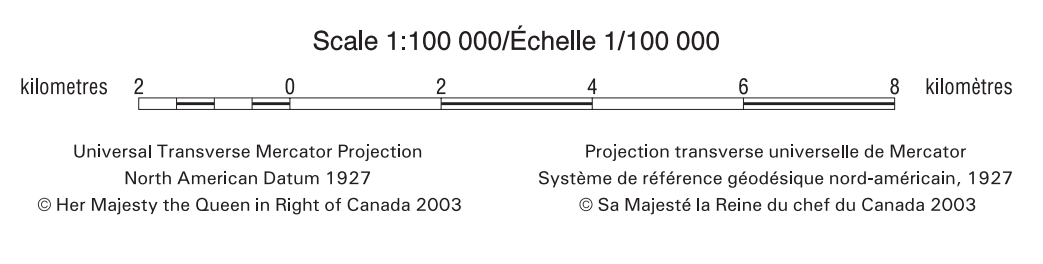 Scale 1:100 000/Échelle 1/100 000
kilometres 2 0 2 4 6 8 kilomètres
Universal Transverse Mercator Projection
North American Datum 1927
© Her Majesty the Queen in Right of Canada 2003
Projection transverse universelle de Mercator
Système de référence géodésique nord-américain, 1927
© Sa Majesté la Reine du chef du Canada 2003